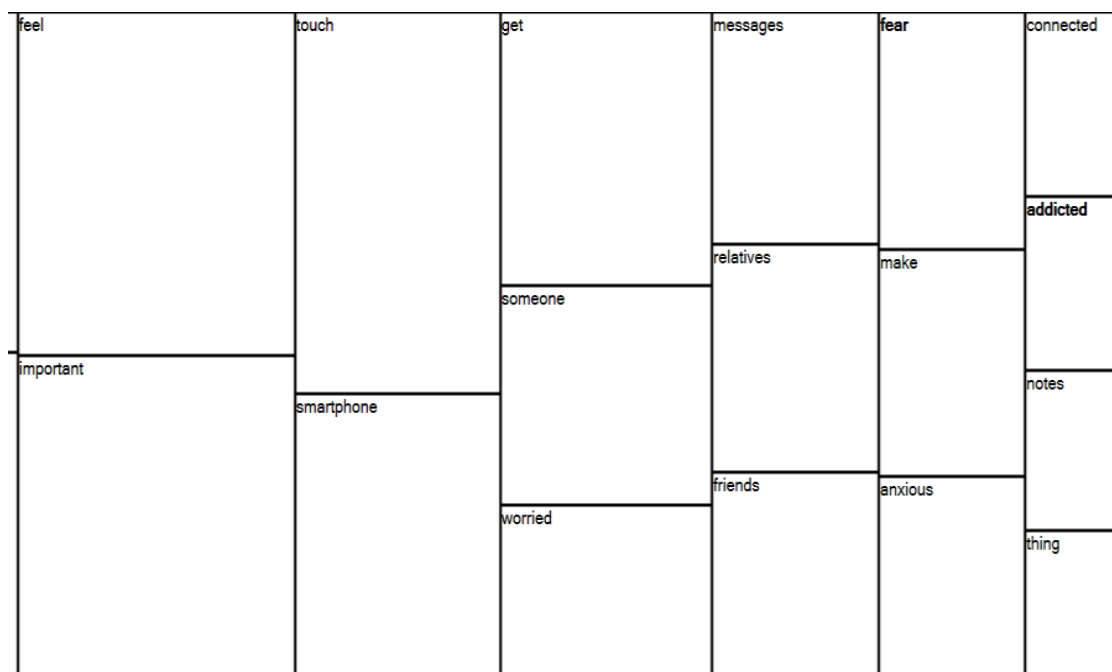 feel
important
touch
smartphone
get
someone
worried
messages
relatives
friends
fear
make
anxious
connected
addicted
notes
thing